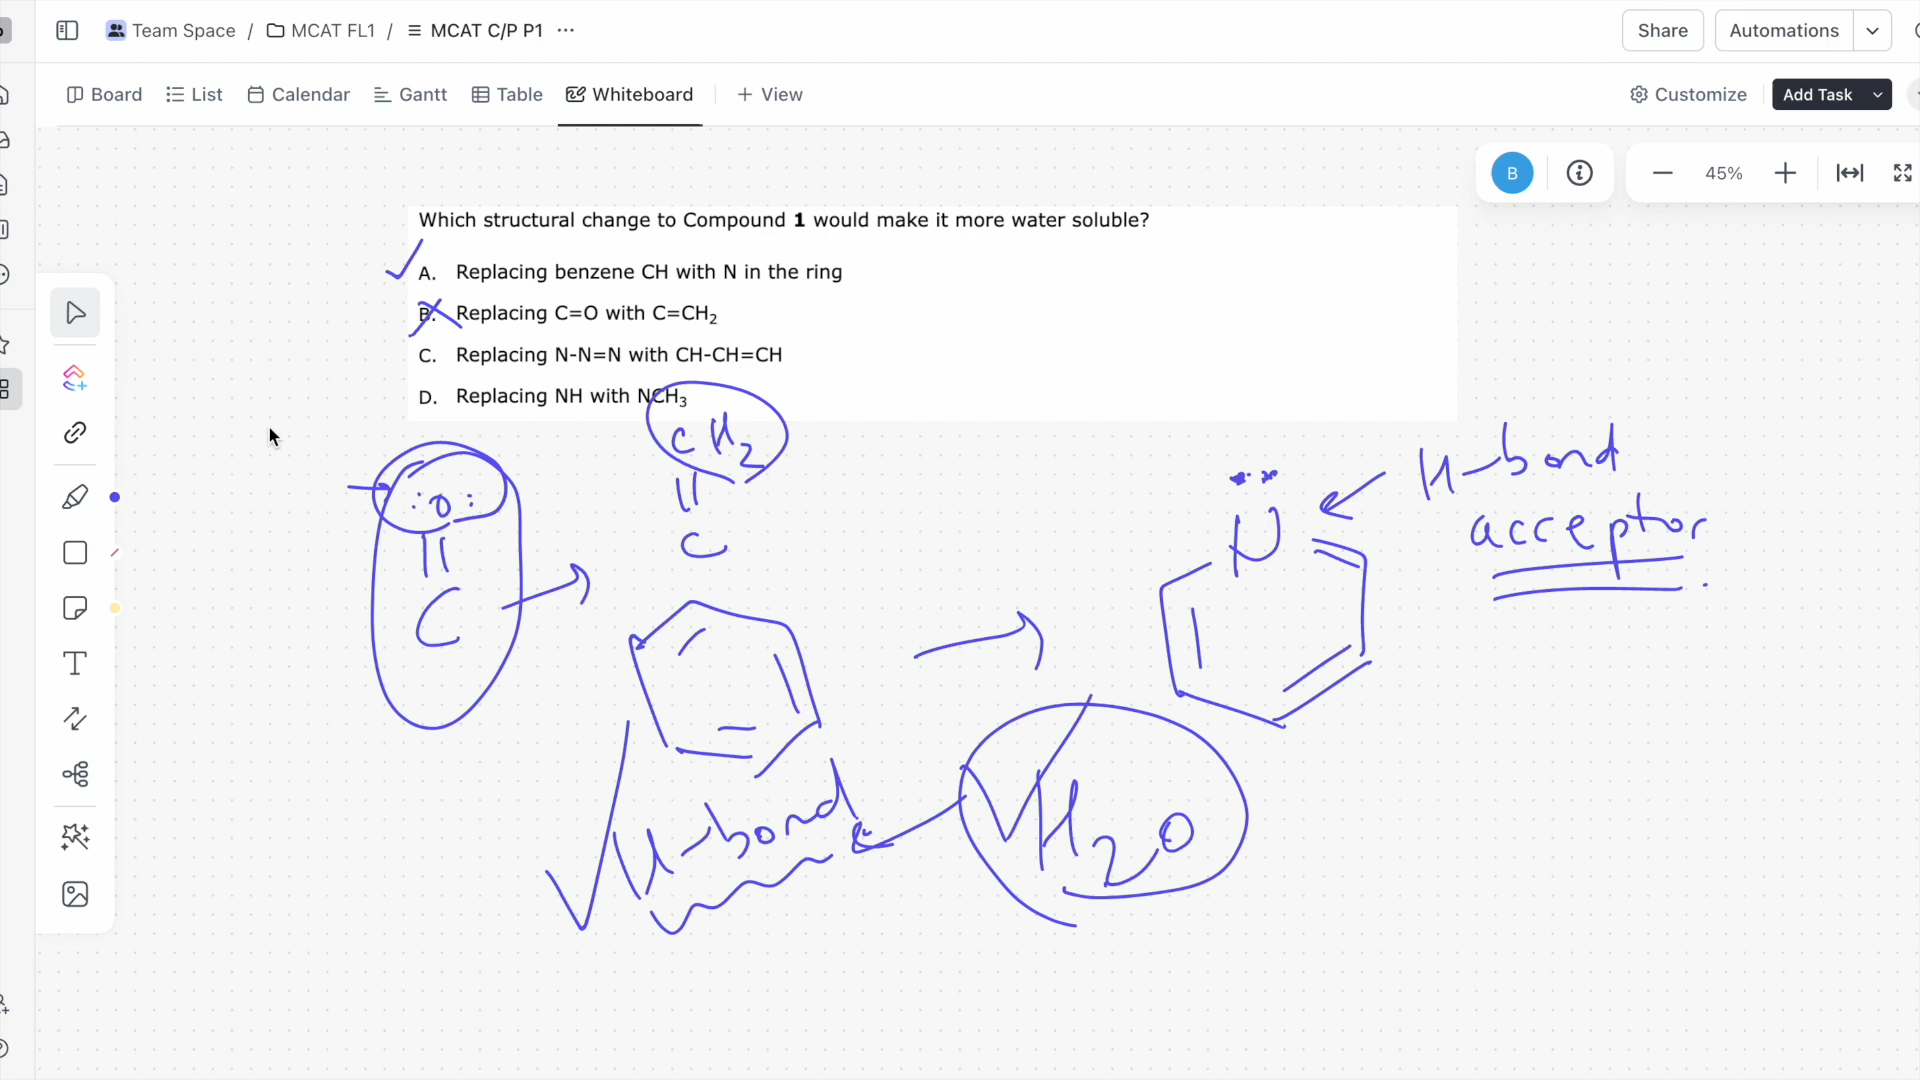 Team Space / MCAT FL1 / MCAT C/P P1 ...
Share
Automations
Board
List
Calendar
Gantt
Table
Whiteboard
+ View
Customize
Add Task
B
45%
Which structural change to Compound 1 would make it more water soluble?
A. Replacing benzene CH with N in the ring
B. Replacing C=O with C=CH₂
C. Replacing N-N=N with CH-CH=CH
D. Replacing NH with NCH₃
CH₂
C
:O:
C
N
H-bond
acceptor
H-bond
H₂O
T